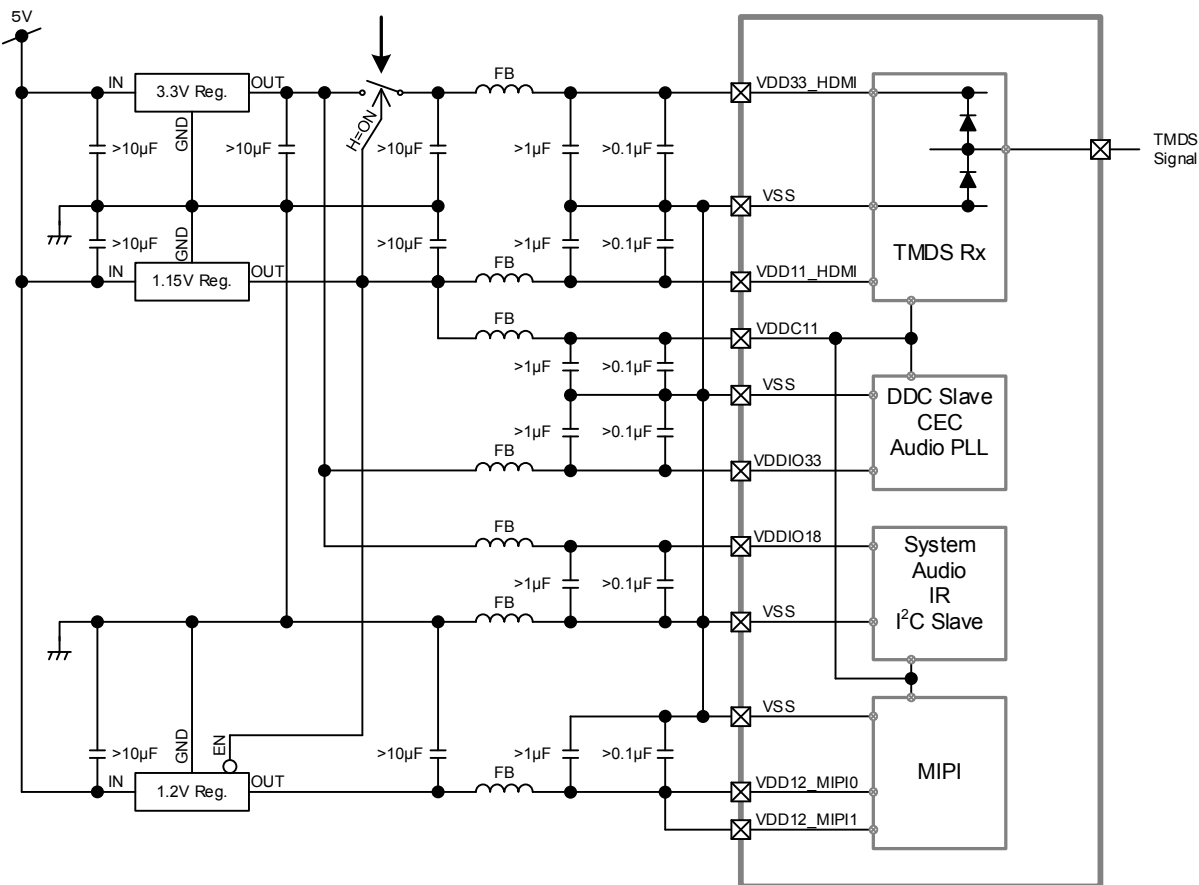 5V
IN
3.3V Reg.
OUT
GND
H=ON
FB
VDD33_HDMI
>10µF
>10µF
>10µF
>1µF
>0.1µF
TMDS
Signal
VSS
GND
>10µF
>10µF
>1µF
>0.1µF
TMDS Rx
IN
1.15V Reg.
OUT
FB
VDD11_HDMI
FB
VDDC11
>1µF
>0.1µF
VSS
DDC Slave
CEC
Audio PLL
>1µF
>0.1µF
FB
VDDIO33
FB
VDDIO18
System
Audio
IR
I²C Slave
>1µF
>0.1µF
FB
VSS
VSS
GND
EN
>10µF
>10µF
>1µF
>0.1µF
MIPI
IN
1.2V Reg.
OUT
FB
VDD12_MIPI0
VDD12_MIPI1